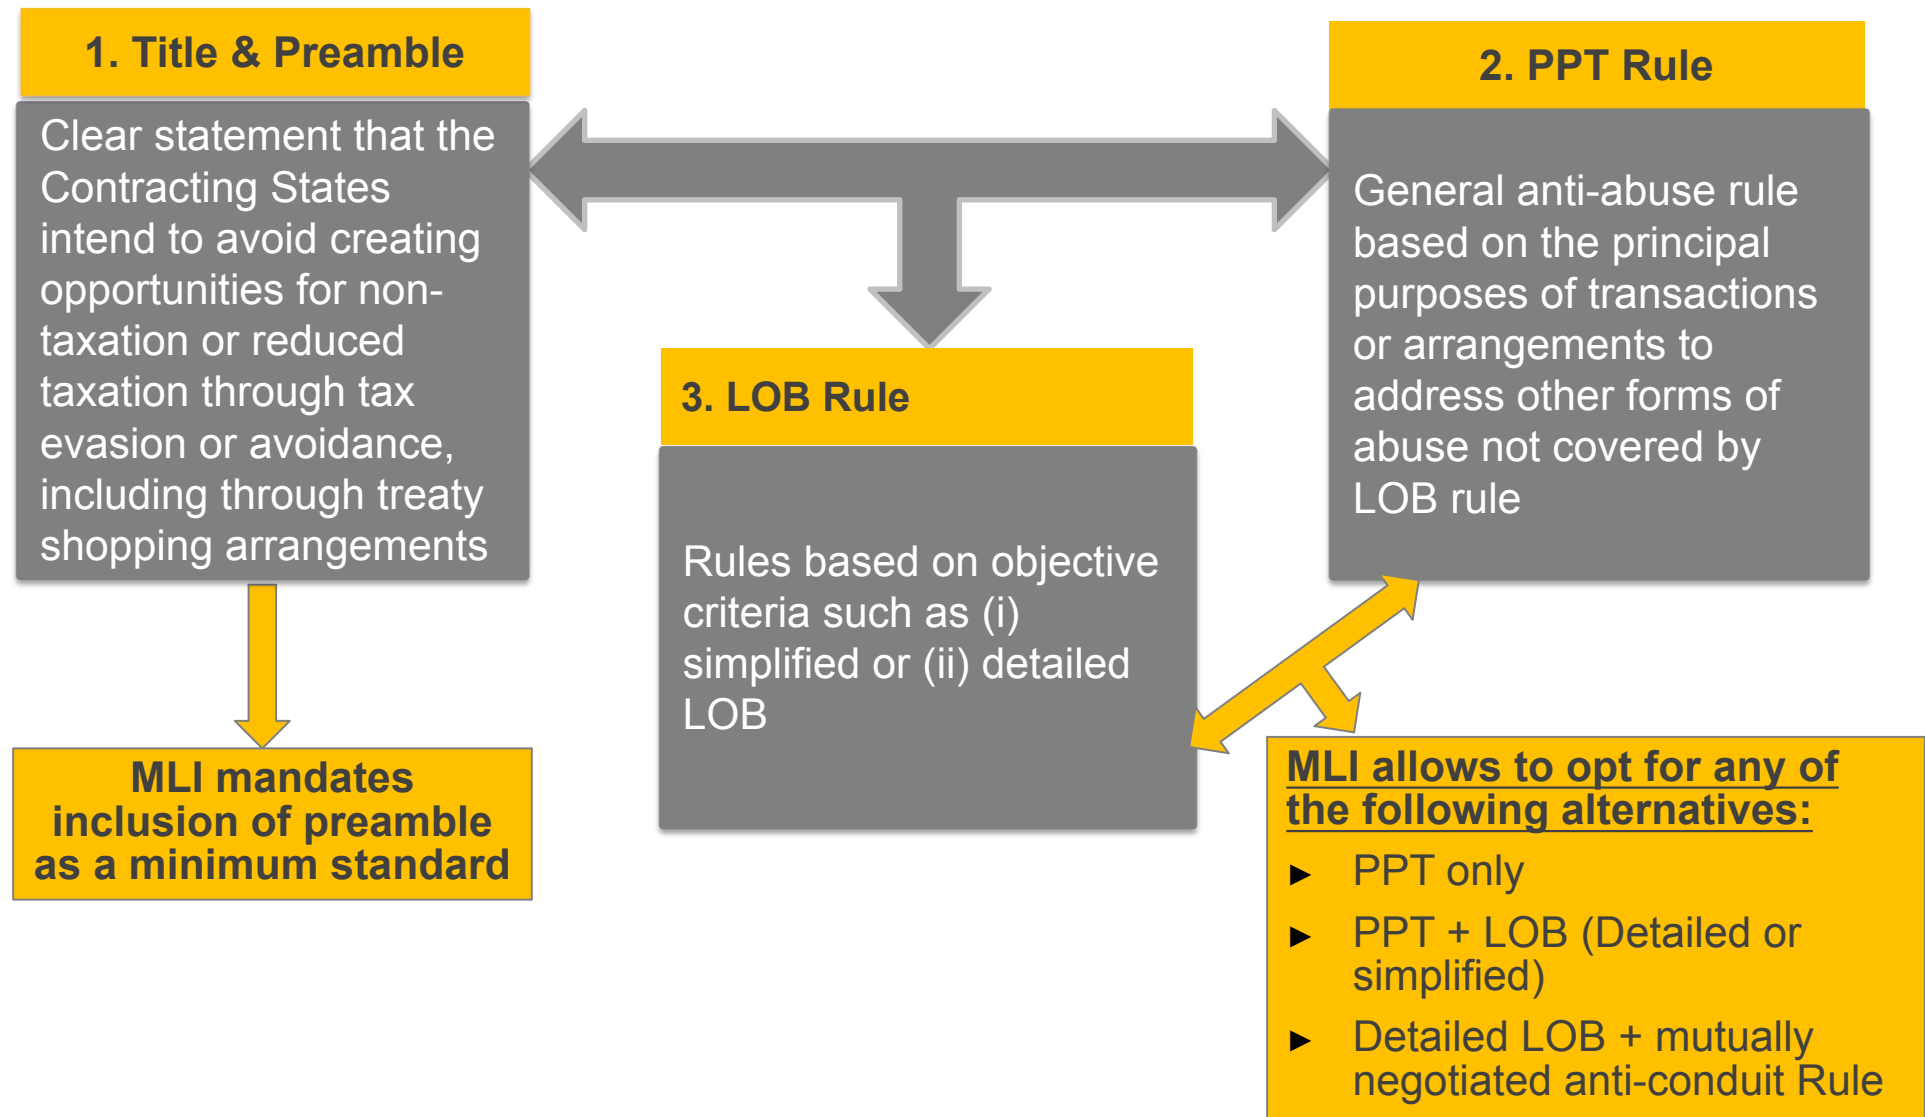 1. Title & Preamble
Clear statement that the
Contracting States
intend to avoid creating
opportunities for non-
taxation or reduced
taxation through tax
evasion or avoidance,
including through treaty
shopping arrangements
MLI mandates
inclusion of preamble
as a minimum standard
2. PPT Rule
General anti-abuse rule
based on the principal
purposes of transactions
or arrangements to
address other forms of
abuse not covered by
LOB rule
3. LOB Rule
Rules based on objective
criteria such as (i)
simplified or (ii) detailed
LOB
MLI allows to opt for any of
the following alternatives:
► PPT only
► PPT + LOB (Detailed or
simplified)
► Detailed LOB + mutually
negotiated anti-conduit Rule